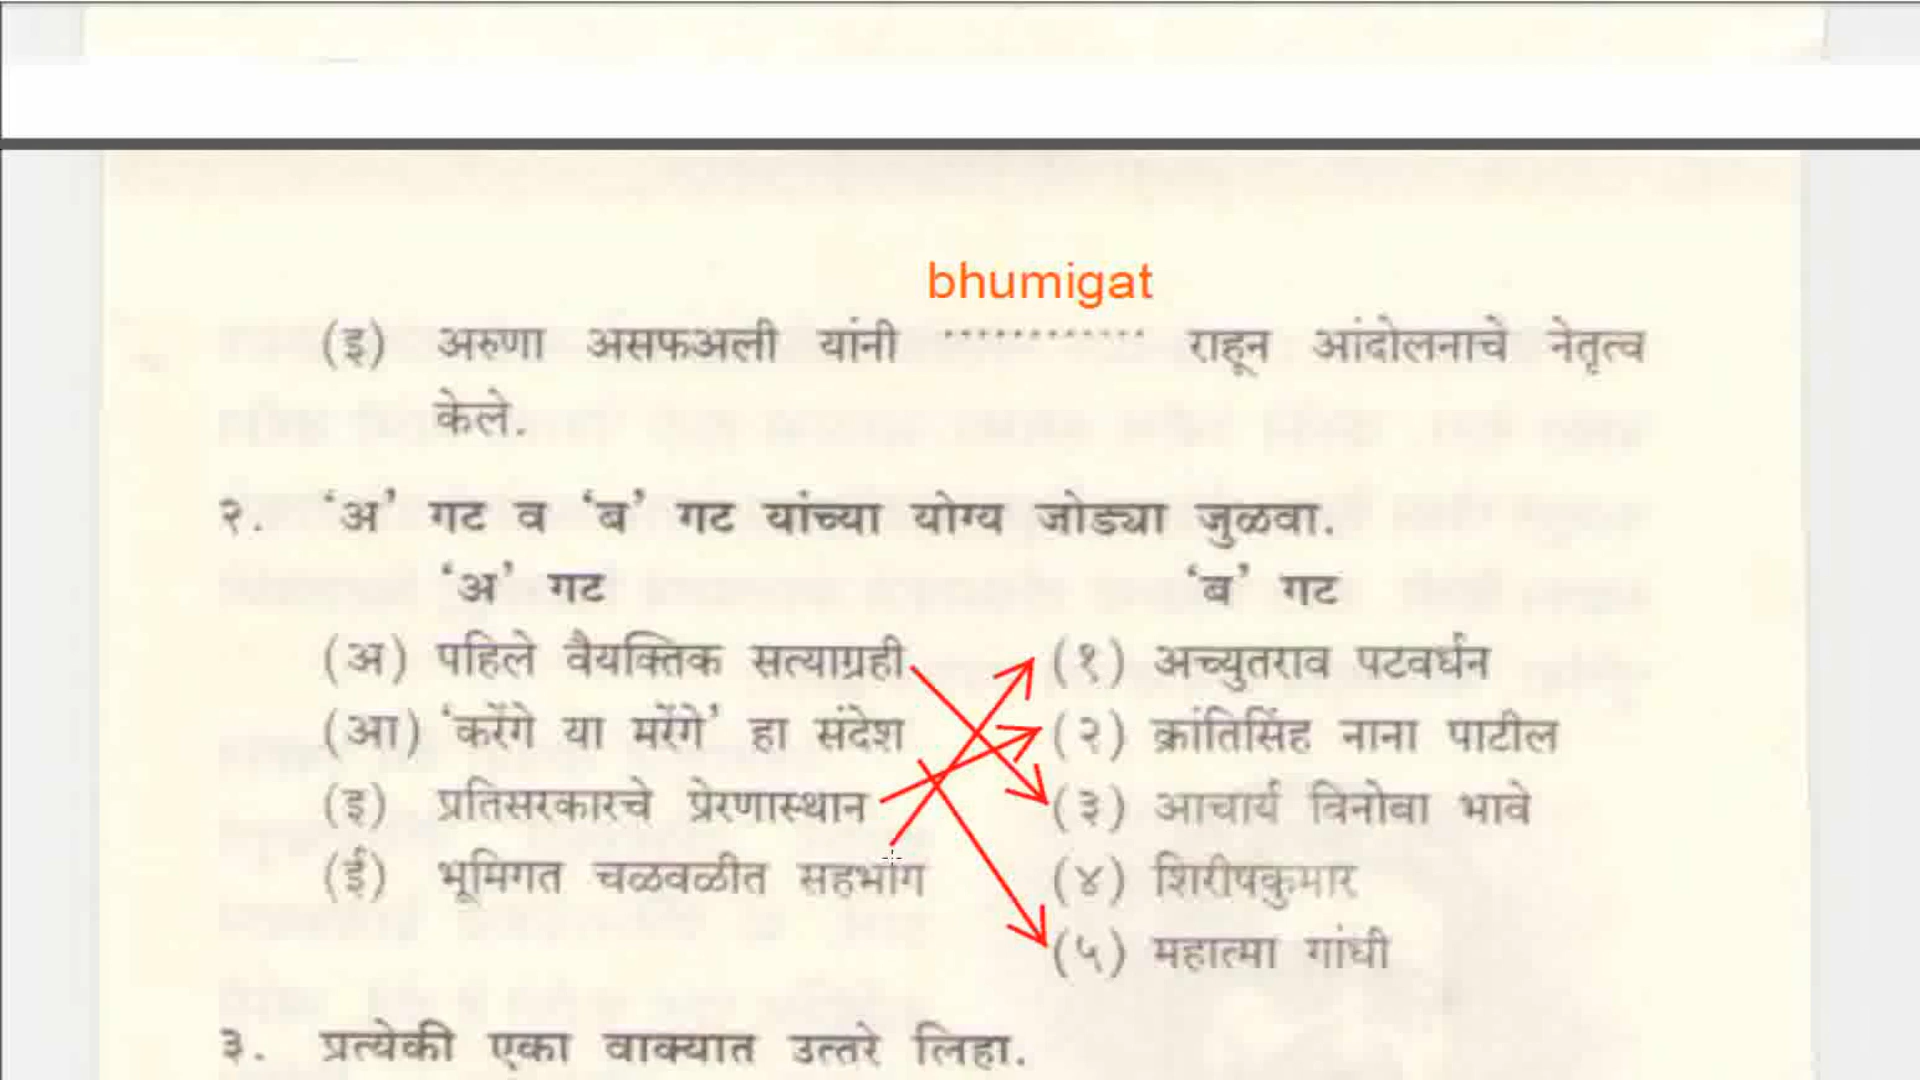 bhumigat
(इ) अरुणा असफअली यांनी ............ राहून आंदोलनाचे नेतृत्व
केले.
२. ‘अ’ गट व ‘ब’ गट यांच्या योग्य जोड्या जुळवा.
‘अ’ गट ‘ब’ गट
(अ) पहिले वैयक्तिक सत्याग्रही (१) अच्युतराव पटवर्धन
(आ) ‘करेंगे या मरेंगे’ हा संदेश (२) क्रांतिसिंह नाना पाटील
(इ) प्रतिसरकारचे प्रेरणास्थान (३) आचार्य विनोबा भावे
(ई) भूमिगत चळवळीत सहभाग (४) शिरीषकुमार
(५) महात्मा गांधी
३. प्रत्येकी एका वाक्यात उत्तरे लिहा.